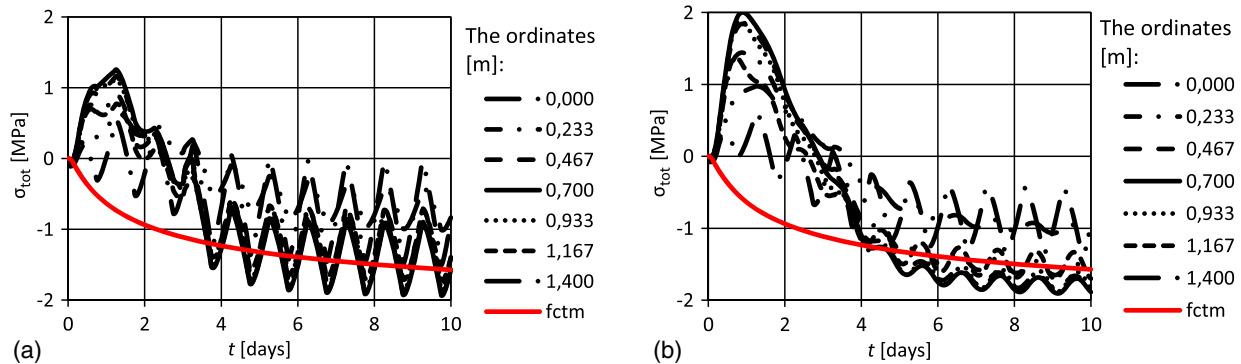 The ordinates
[m]:
0,000
0,233
0,467
0,700
0,933
1,167
1,400
fctm
2
1
0
-1
-2
σtot [MPa]
0 2 4 6 8 10
t [days]
(a)
The ordinates
[m]:
0,000
0,233
0,467
0,700
0,933
1,167
1,400
fctm
2
1
0
-1
-2
σtot [MPa]
0 2 4 6 8 10
t [days]
(b)